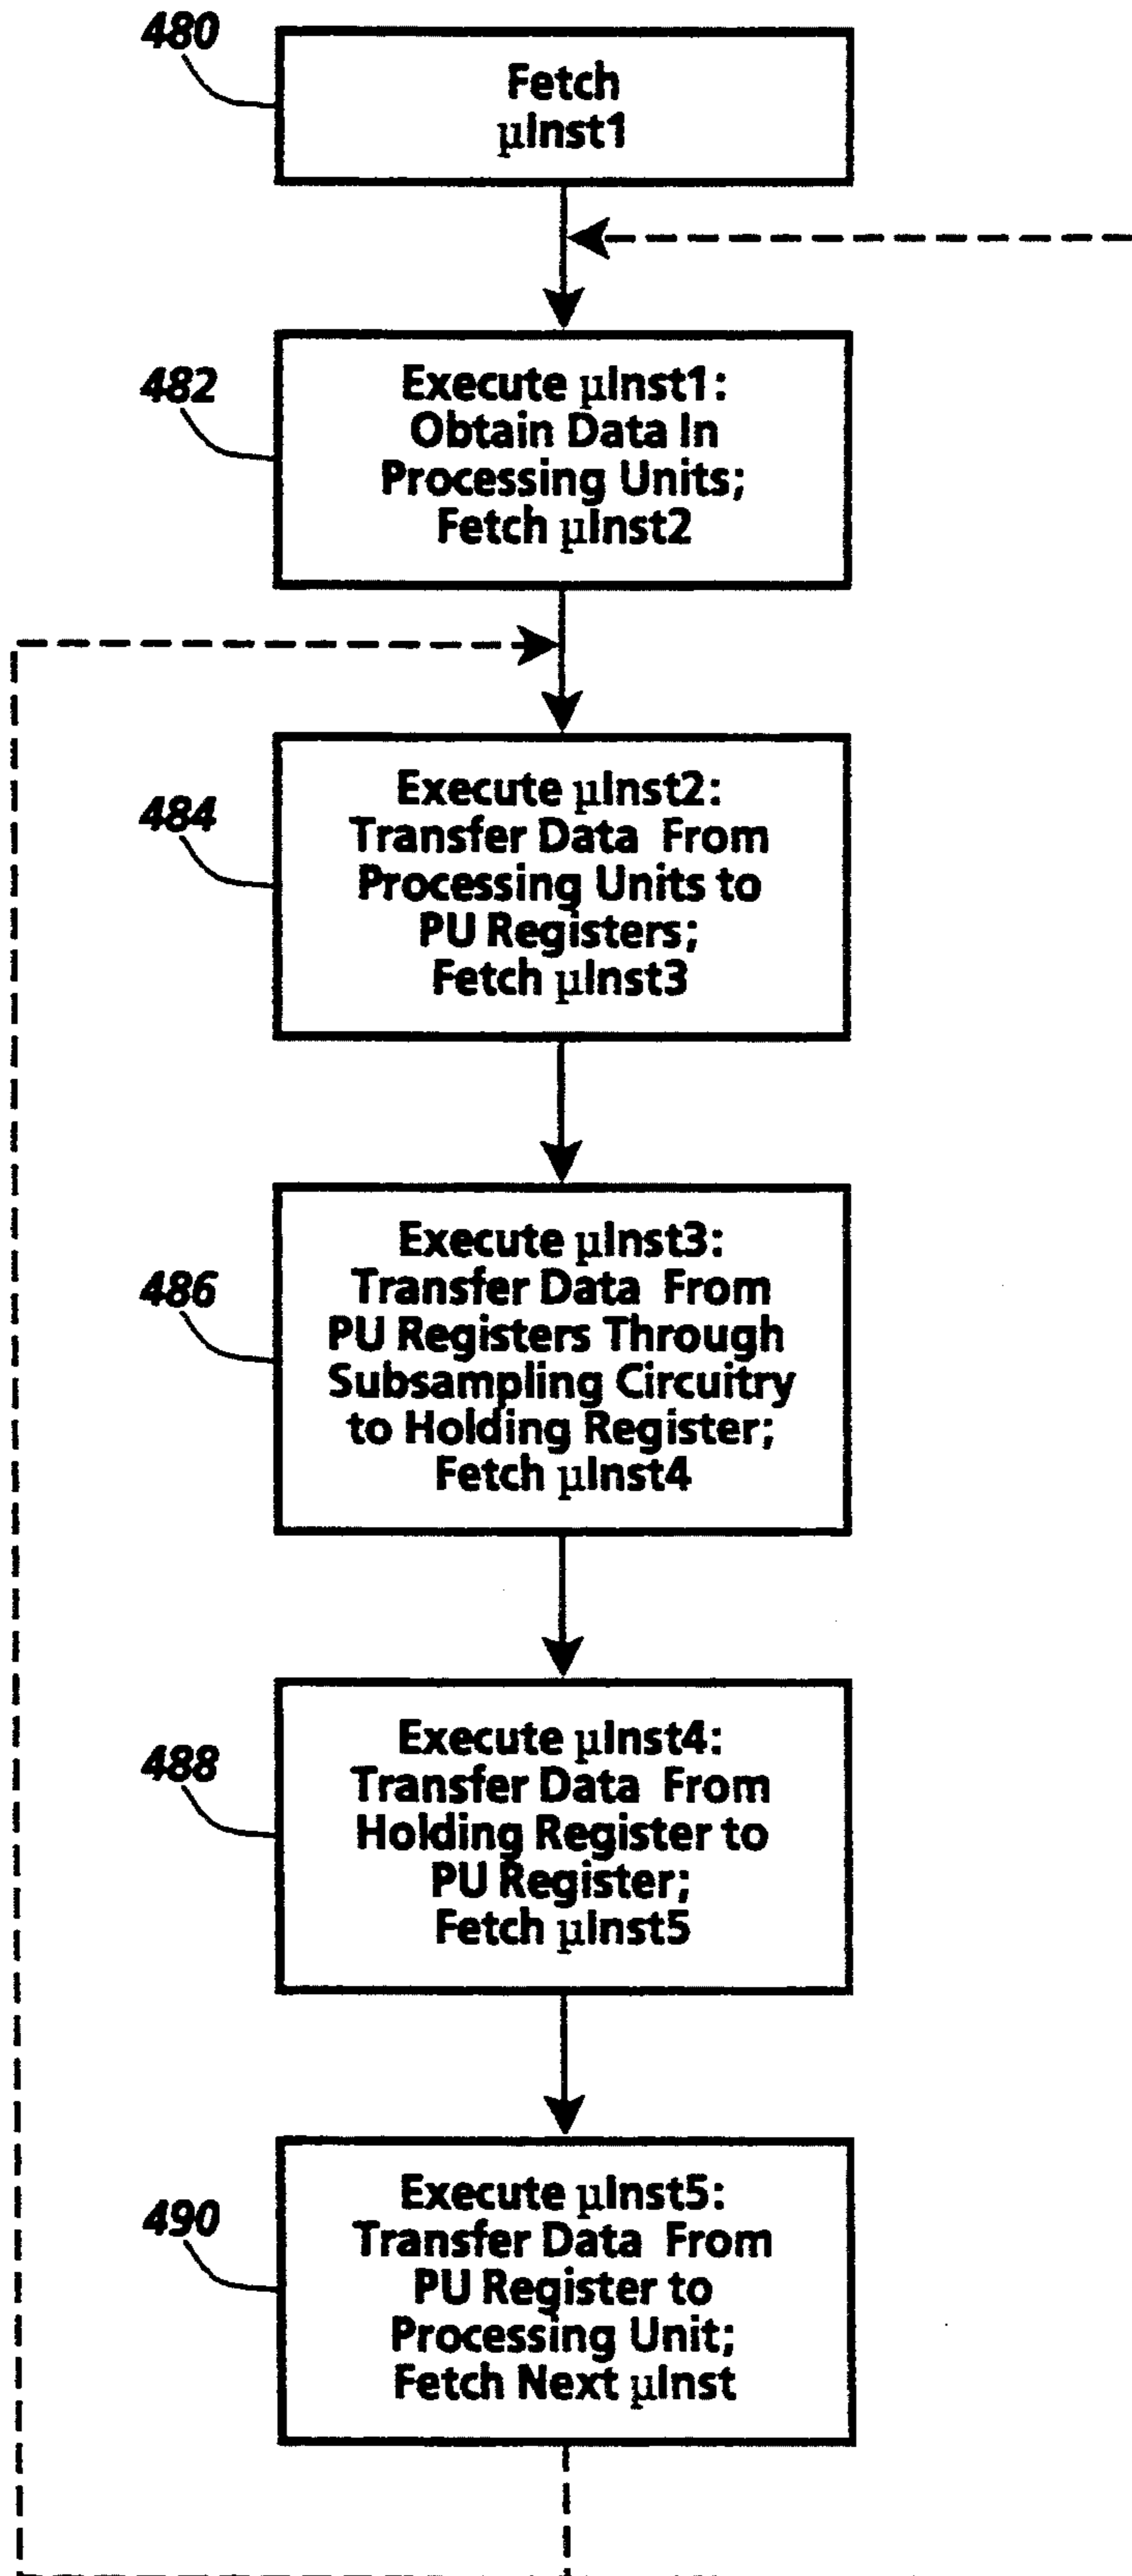 480
Fetch
µInst1
482
Execute µInst1:
Obtain Data In
Processing Units;
Fetch µInst2
484
Execute µInst2:
Transfer Data From
Processing Units to
PU Registers;
Fetch µInst3
486
Execute µInst3:
Transfer Data From
PU Registers Through
Subsampling Circuitry
to Holding Register;
Fetch µInst4
488
Execute µInst4:
Transfer Data From
Holding Register to
PU Register;
Fetch µInst5
490
Execute µInst5:
Transfer Data From
PU Register to
Processing Unit;
Fetch Next µInst